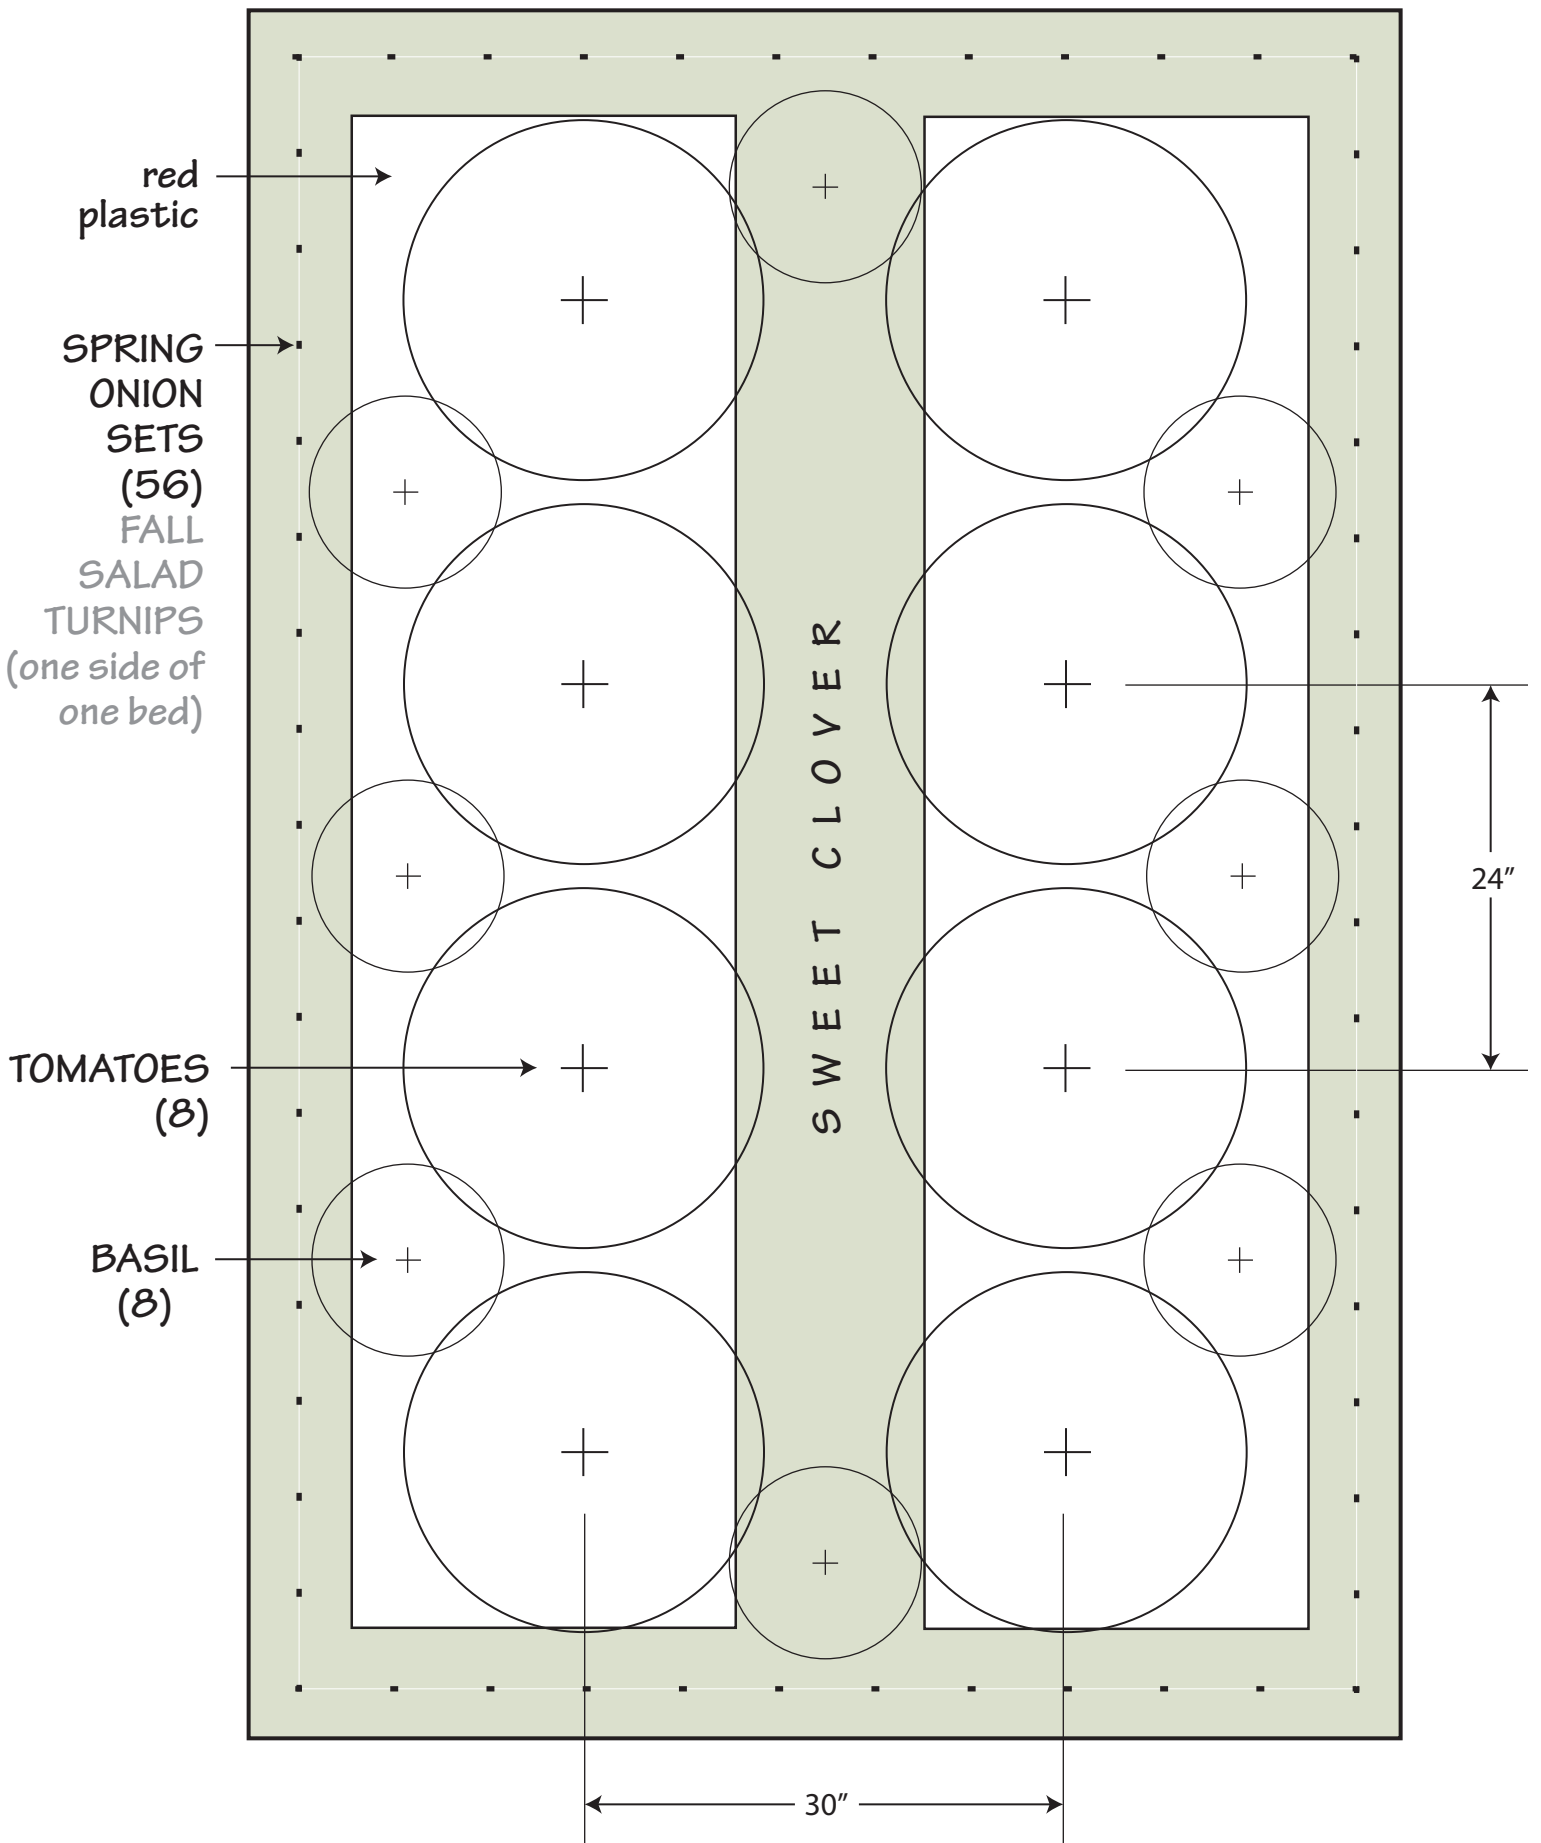 red
plastic
SPRING
ONION
SETS
(56)
FALL
SALAD
TURNIPS
(one side of
one bed)
SWEET CLOVER
24”
TOMATOES
(8)
BASIL
(8)
30”